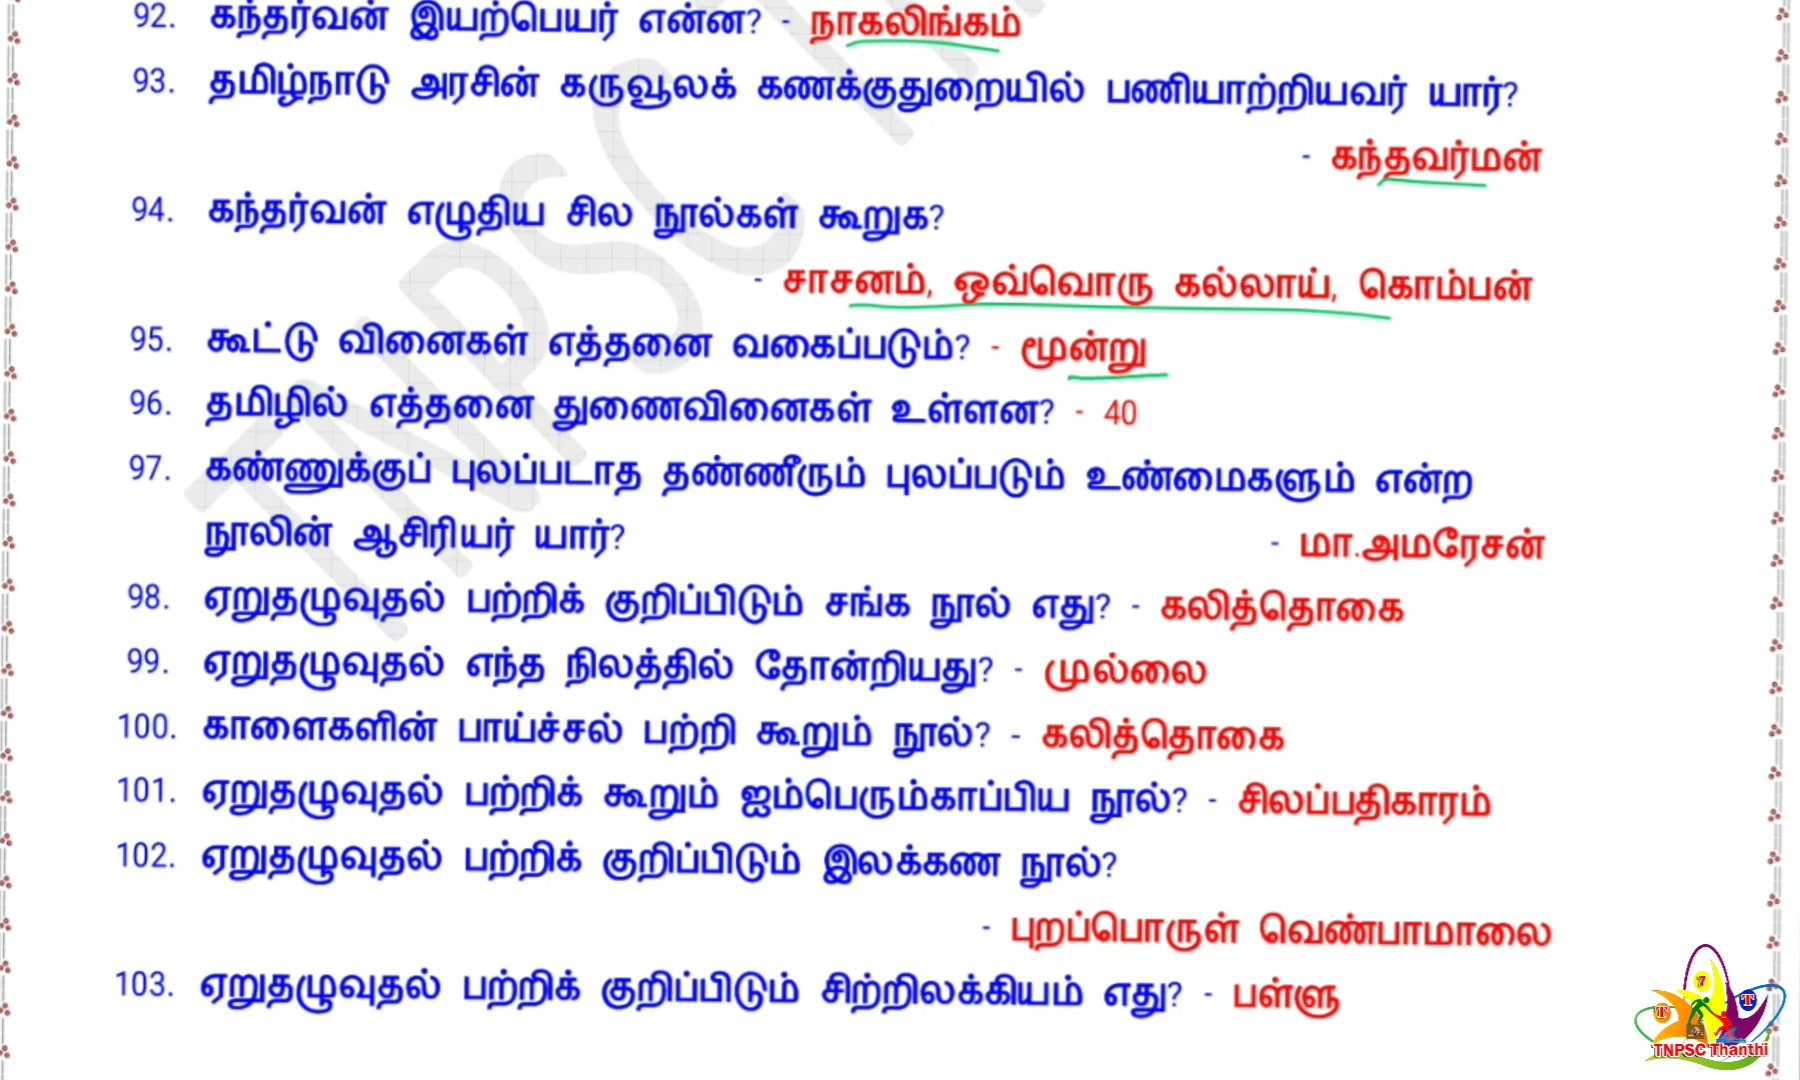 92. கந்தர்வன் இயற்பெயர் என்ன? - நாகலிங்கம்
93. தமிழ்நாடு அரசின் கருவூலக் கணக்குதுறையில் பணியாற்றியவர் யார்?
- கந்தவர்மன்
94. கந்தர்வன் எழுதிய சில நூல்கள் கூறுக?
- சாசனம், ஒவ்வொரு கல்லாய், கொம்பன்
95. கூட்டு வினைகள் எத்தனை வகைப்படும்? - மூன்று
96. தமிழில் எத்தனை துணைவினைகள் உள்ளன? - 40
97. கண்ணுக்குப் புலப்படாத தண்ணீரும் புலப்படும் உண்மைகளும் என்ற
நூலின் ஆசிரியர் யார்? - மா.அமரேசன்
98. ஏறுதழுவுதல் பற்றிக் குறிப்பிடும் சங்க நூல் எது? - கலித்தொகை
99. ஏறுதழுவுதல் எந்த நிலத்தில் தோன்றியது? - முல்லை
100. காளைகளின் பாய்ச்சல் பற்றி கூறும் நூல்? - கலித்தொகை
101. ஏறுதழுவுதல் பற்றிக் கூறும் ஐம்பெரும்காப்பிய நூல்? - சிலப்பதிகாரம்
102. ஏறுதழுவுதல் பற்றிக் குறிப்பிடும் இலக்கண நூல்?
- புறப்பொருள் வெண்பாமாலை
103. ஏறுதழுவுதல் பற்றிக் குறிப்பிடும் சிற்றிலக்கியம் எது? - பள்ளு
TNPSC
7
T T
TNPSC Thanthi